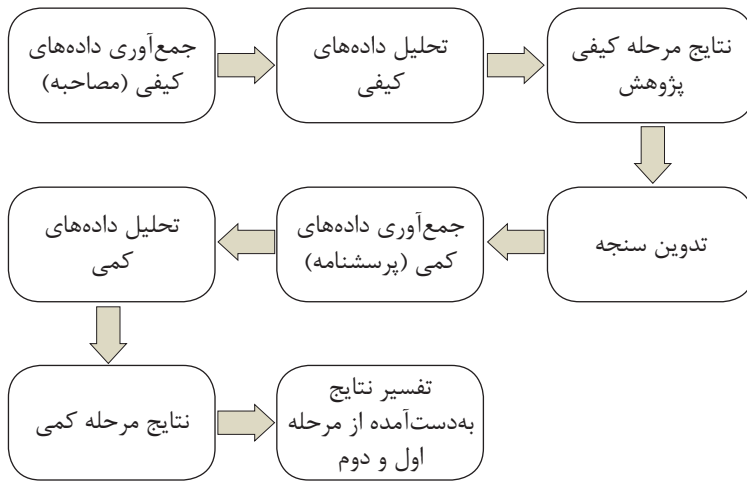 جمع‌آوری داده‌های
کیفی (مصاحبه)
تحلیل داده‌های
کیفی
نتایج مرحله کیفی
پژوهش
تدوین سنجه
جمع‌آوری داده‌های
کمی (پرسشنامه)
تحلیل داده‌های
کمی
نتایج مرحله کمی
تفسیر نتایج
به‌دست‌آمده از مرحله
اول و دوم